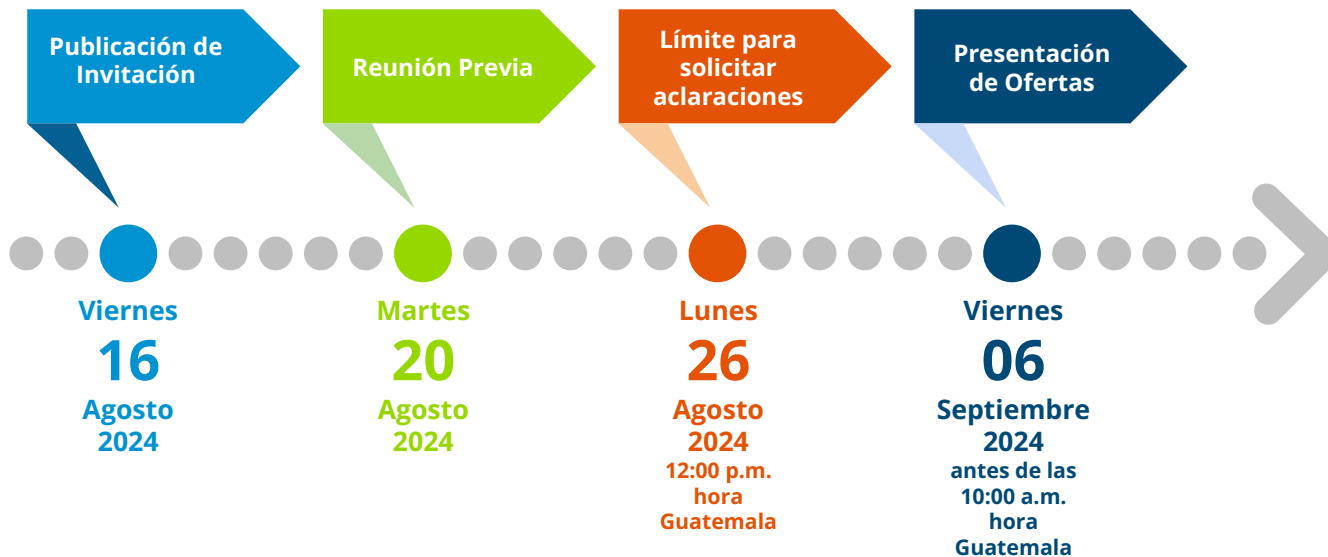 Publicación de
Invitación
Reunión Previa
Límite para
solicitar
aclaraciones
Presentación
de Ofertas
Viernes
16
Agosto
2024
Martes
20
Agosto
2024
Lunes
26
Agosto
2024
12:00 p.m.
hora
Guatemala
Viernes
06
Septiembre
2024
antes de las
10:00 a.m.
hora
Guatemala